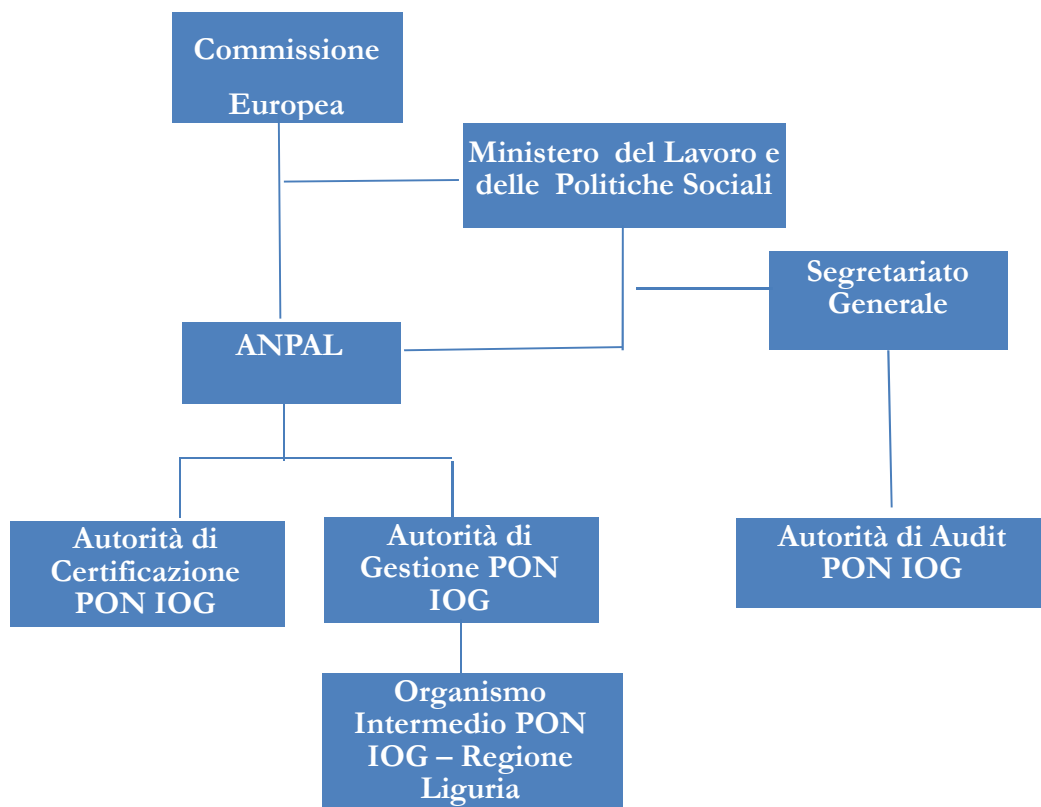 Commissione
Europea
Ministero del Lavoro e
delle Politiche Sociali
Segretariato
Generale
ANPAL
Autorità di
Certificazione
PON IOG
Autorità di
Gestione PON
IOG
Autorità di Audit
PON IOG
Organismo
Intermedio PON
IOG – Regione
Liguria